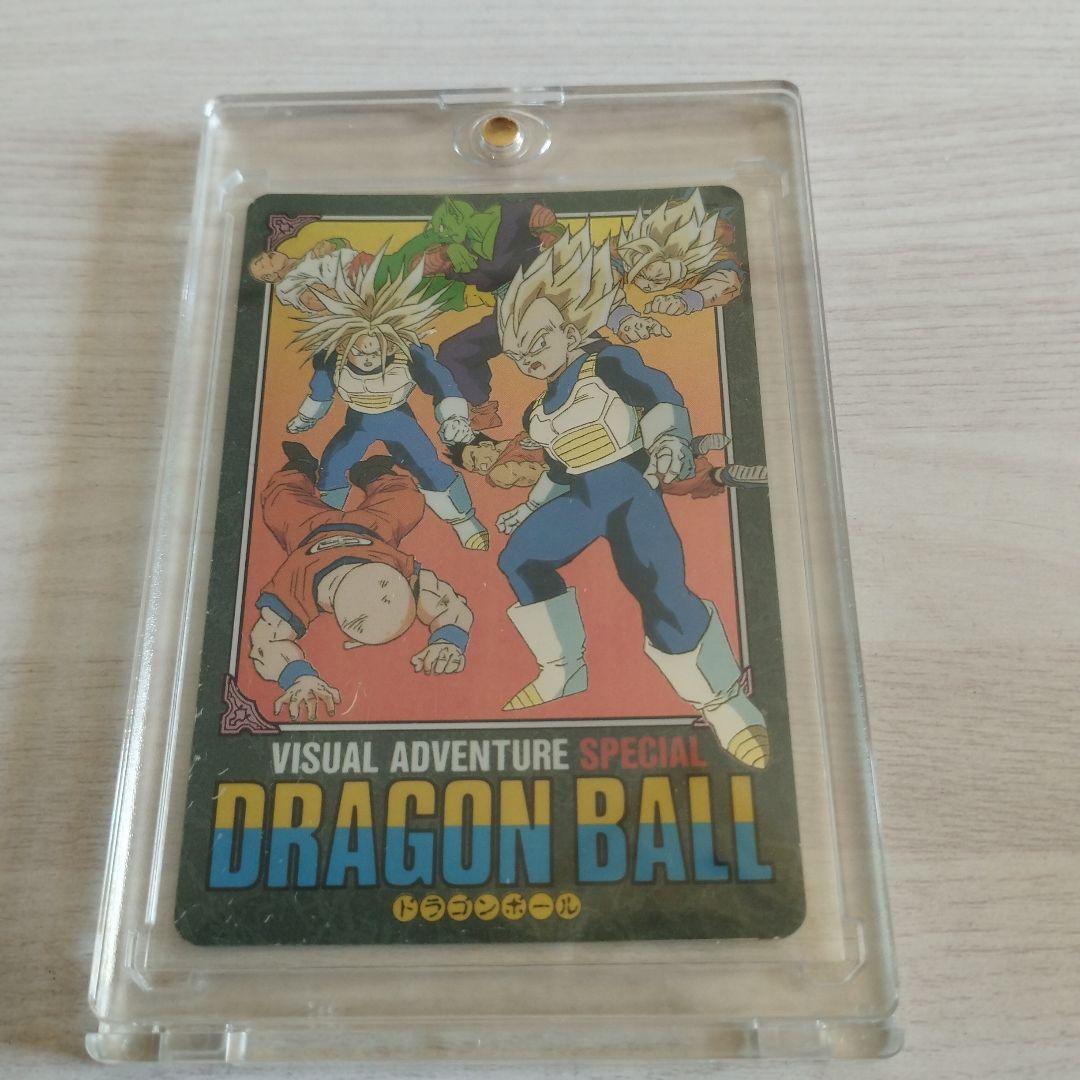 VISUAL ADVENTURE SPECIAL
DRAGON BALL
ドラゴンボール